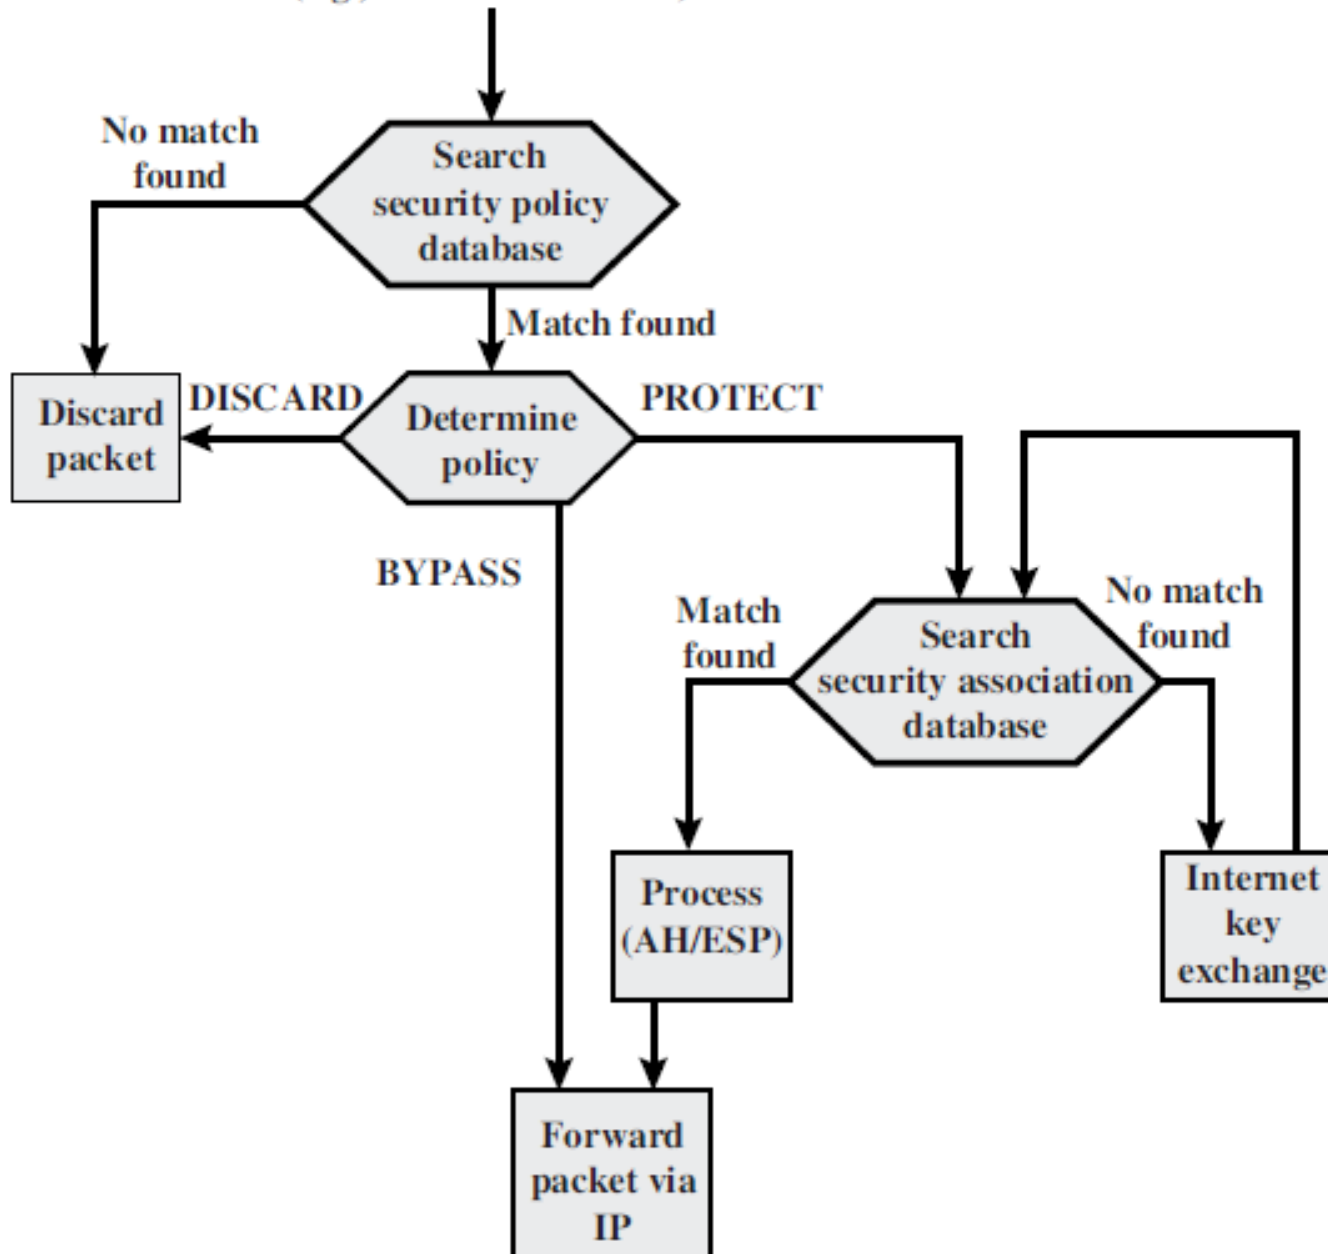 No match
found
Search
security policy
database
Match found
Discard
packet
DISCARD
Determine
policy
PROTECT
BYPASS
Match
found
Search
security association
database
No match
found
Process
(AH/ESP)
Internet
key
exchange
Forward
packet via
IP